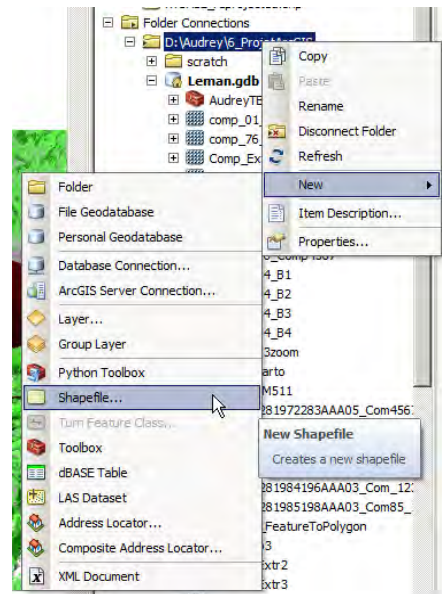 Folder Connections
D:\Audrey\6_ProjetArcGIS
scratch
Leman.gdb
AudreyTE
comp_01_
comp_76_
Comp_Ex
Copy
Paste
Rename
Disconnect Folder
Refresh
New
Item Description...
Properties...
Folder
File Geodatabase
Personal Geodatabase
Database Connection...
ArcGIS Server Connection...
Layer...
Group Layer
Python Toolbox
Shapefile...
Turn Feature Class...
Toolbox
dBASE Table
LAS Dataset
Address Locator...
Composite Address Locator...
XML Document
4_B1
4_B2
4_B3
4_B4
3zoom
arto
M511
281972283AAA05_Com456
New Shapefile
Creates a new shapefile
281984196AAA03_Com_12
281985198AAA03_Com85_
_FeatureToPolygon
xtr2
xtr3